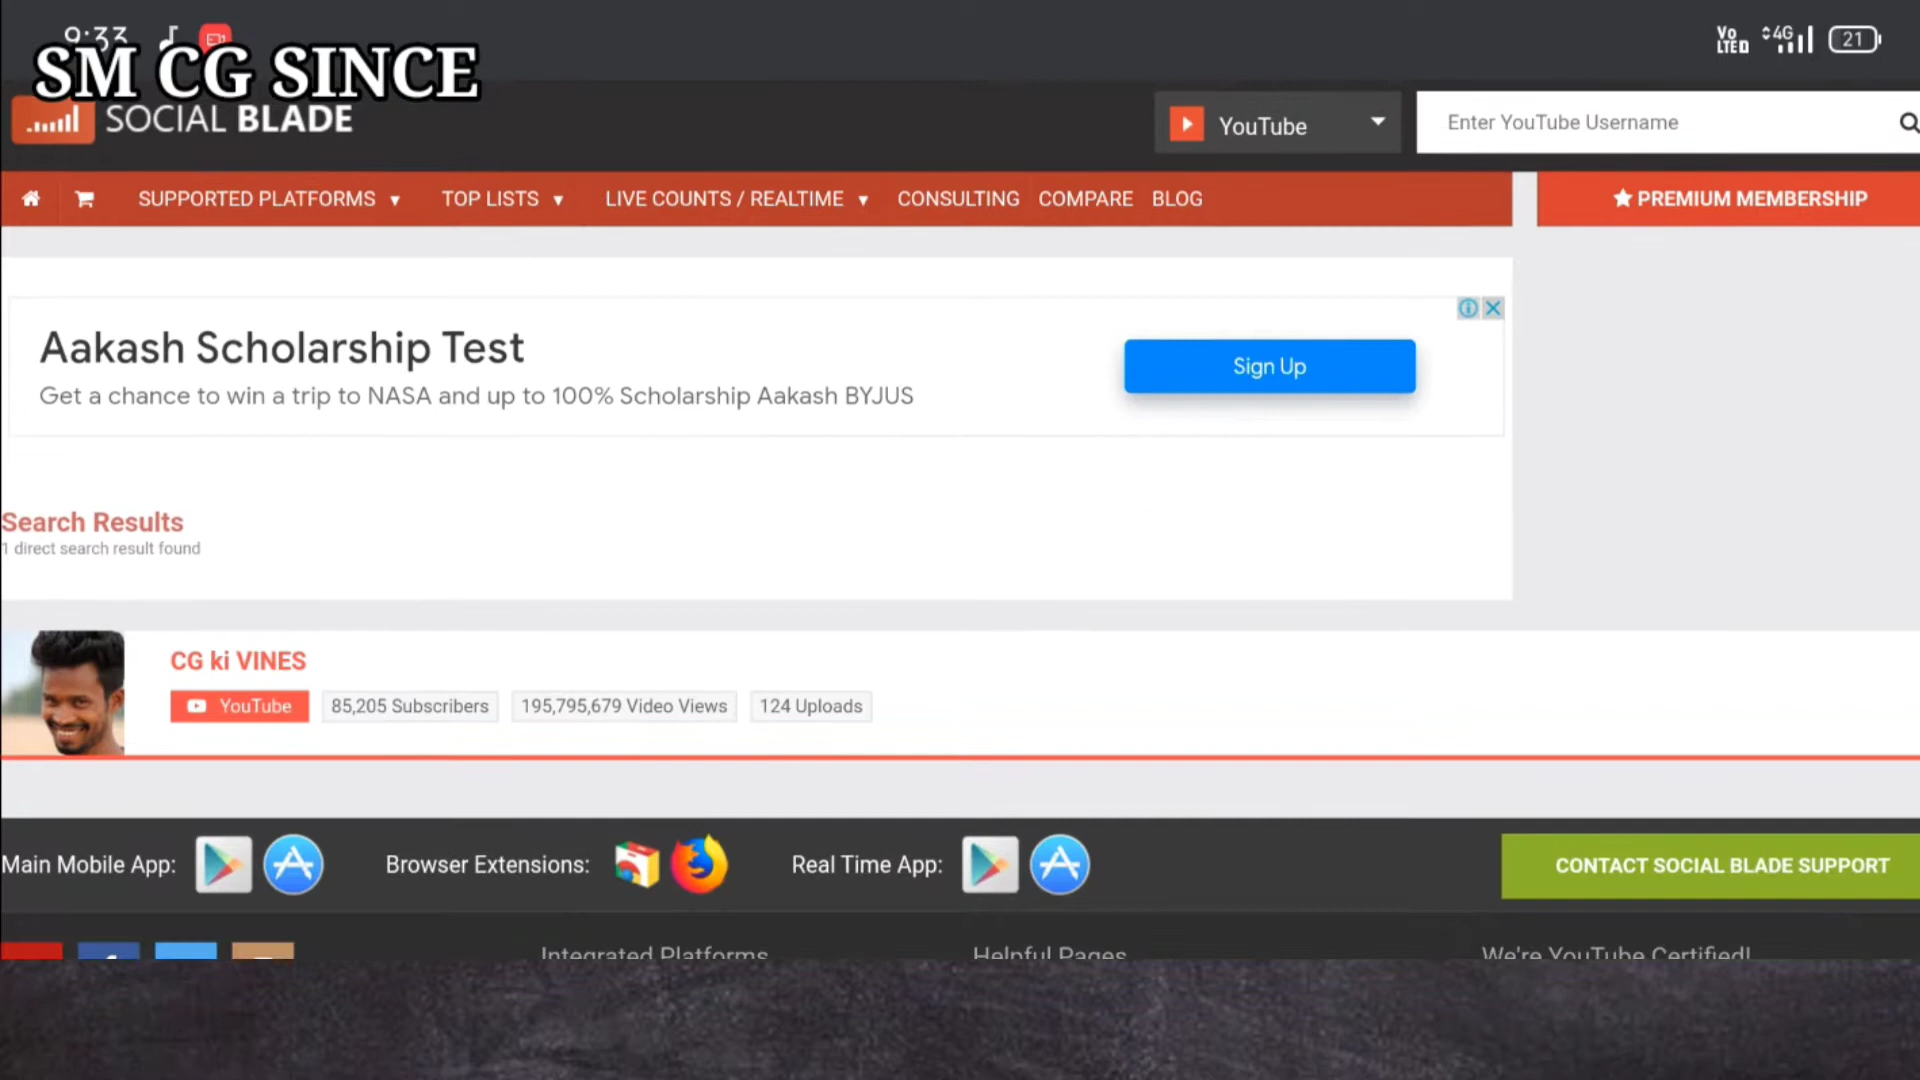 9:33
SM CG SINCE
VoLTE 4G 21
SOCIAL BLADE
YouTube
Enter YouTube Username
SUPPORTED PLATFORMS ▼ TOP LISTS ▼ LIVE COUNTS / REALTIME ▼ CONSULTING COMPARE BLOG
★ PREMIUM MEMBERSHIP
Aakash Scholarship Test
Get a chance to win a trip to NASA and up to 100% Scholarship Aakash BYJUS
Sign Up
Search Results
1 direct search result found
CG ki VINES
YouTube 85,205 Subscribers 195,795,679 Video Views 124 Uploads
Main Mobile App: Browser Extensions: Real Time App:
CONTACT SOCIAL BLADE SUPPORT
Integrated Platforms Helpful Pages We're YouTube Certified!